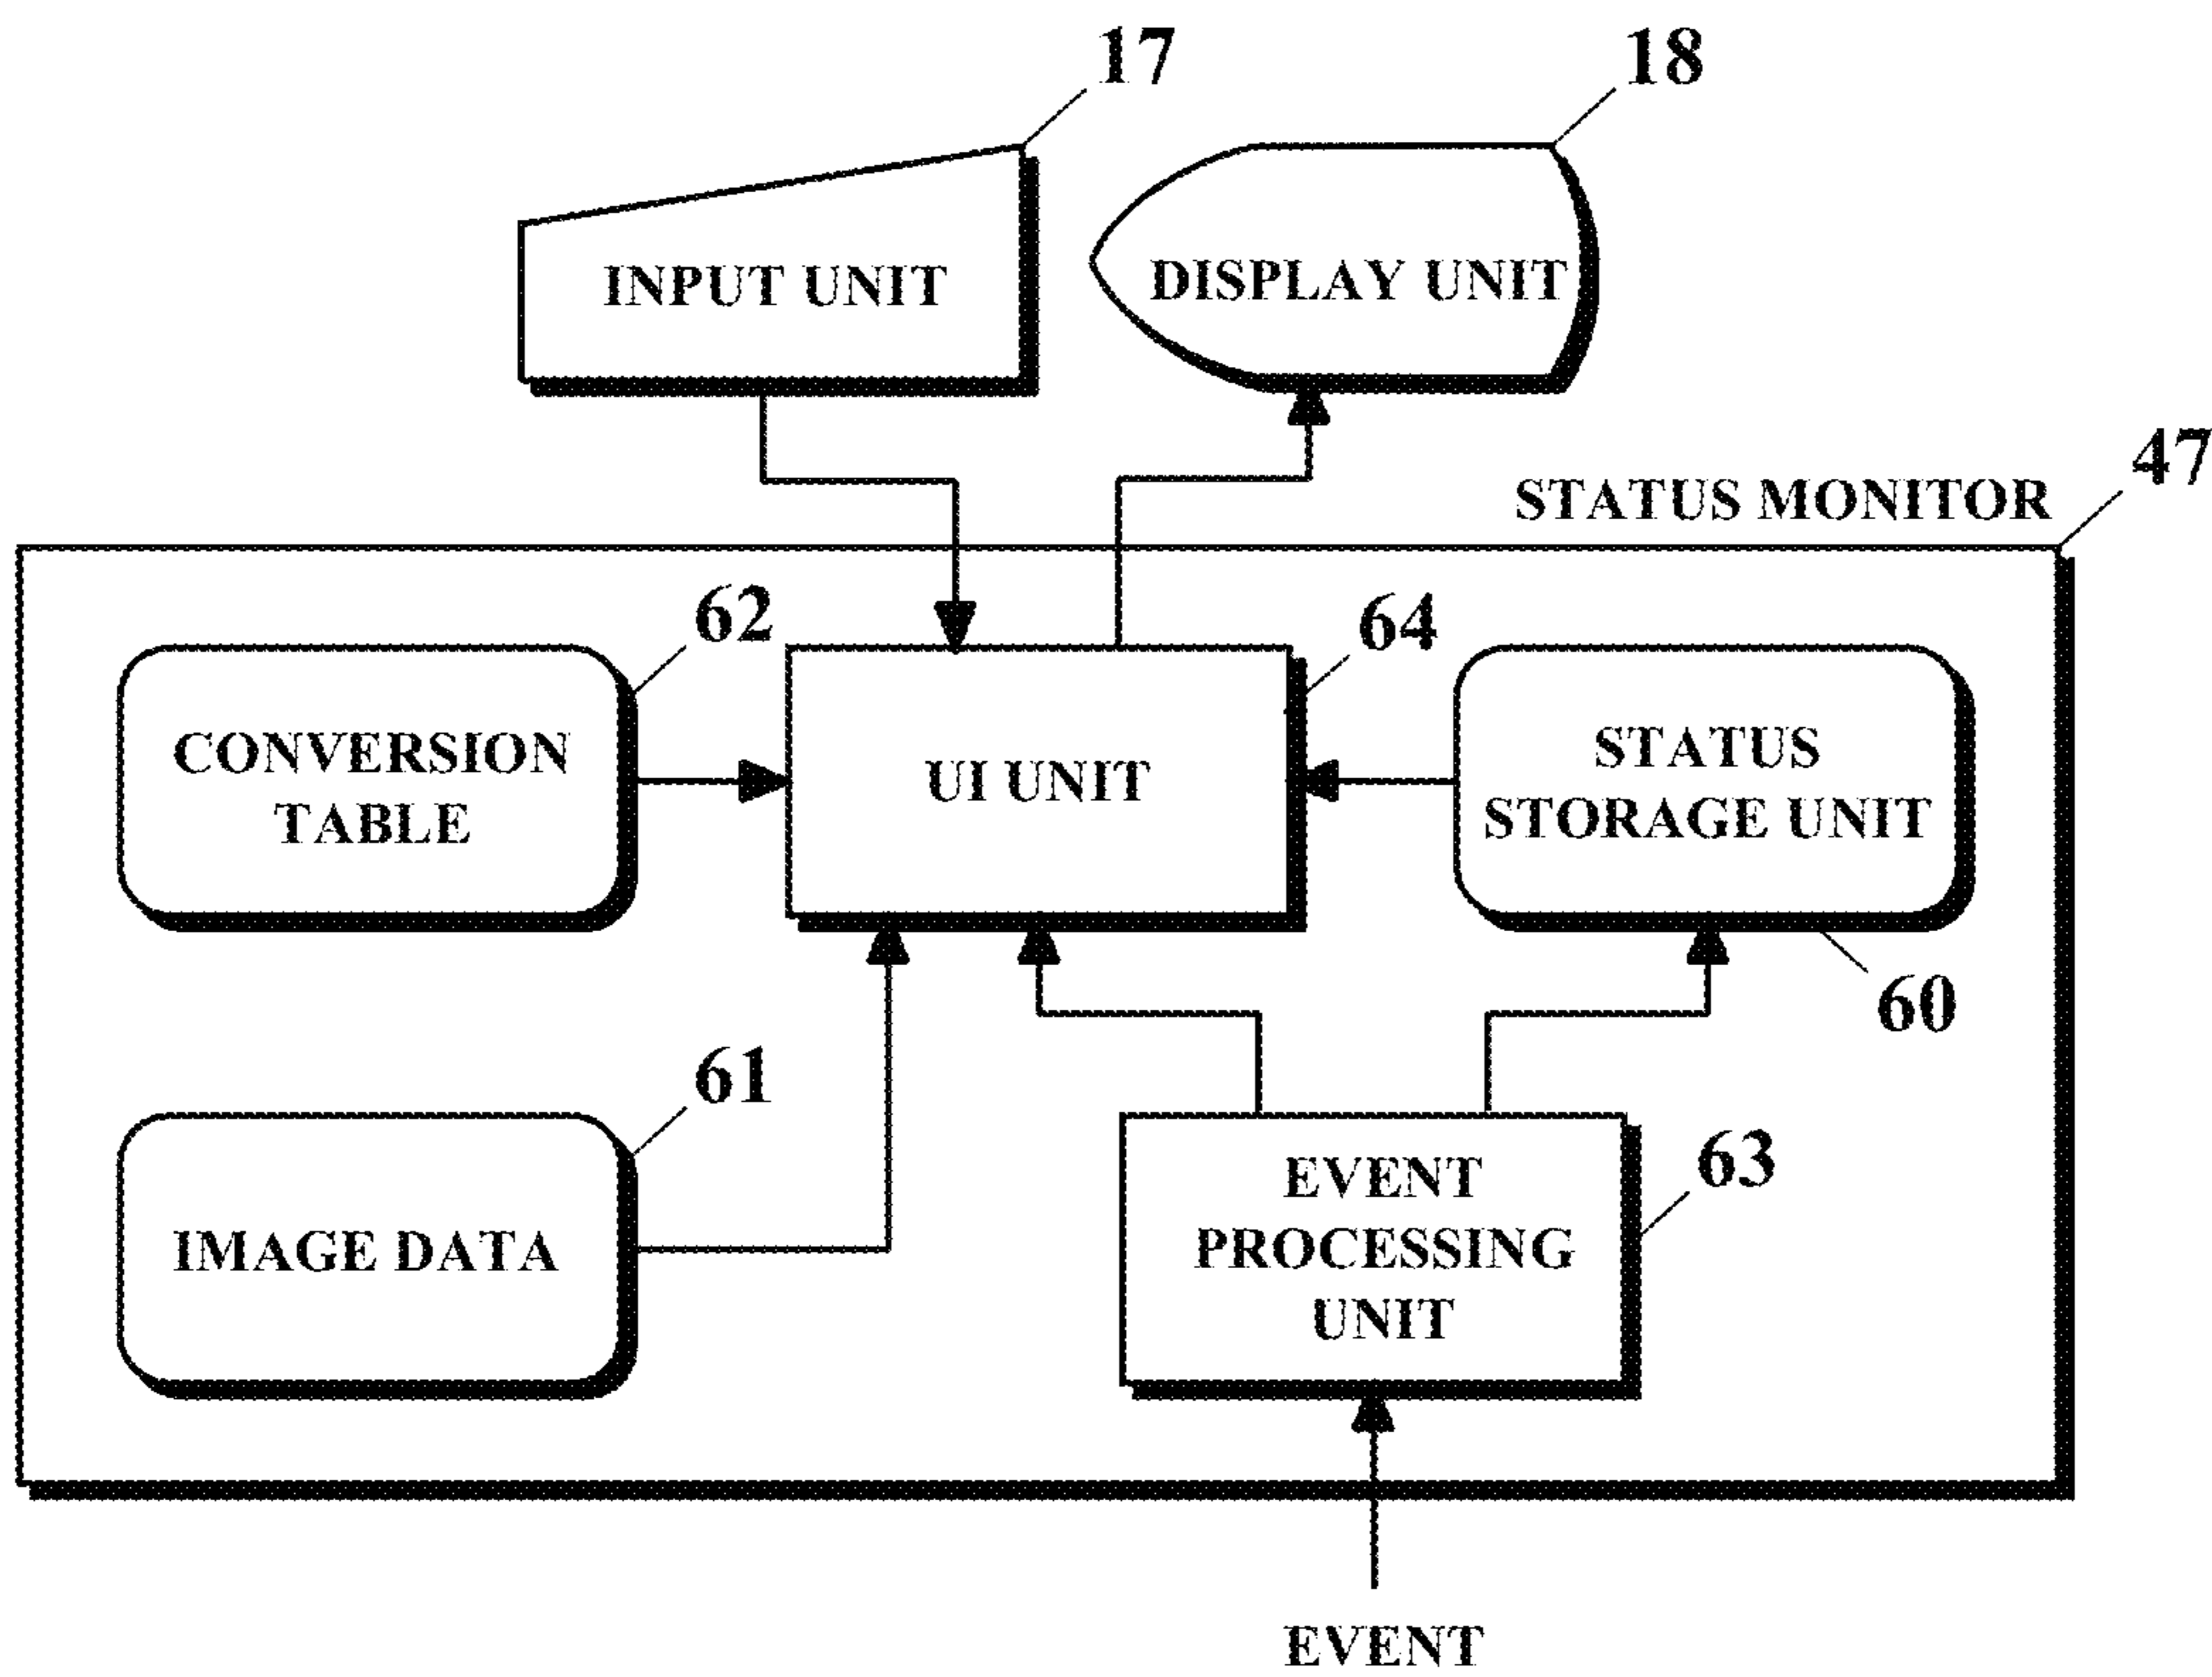 17
18
INPUT UNIT
DISPLAY UNIT
47
STATUS MONITOR
62
64
CONVERSION
TABLE
UI UNIT
STATUS
STORAGE UNIT
60
61
63
IMAGE DATA
EVENT
PROCESSING
UNIT
EVENT